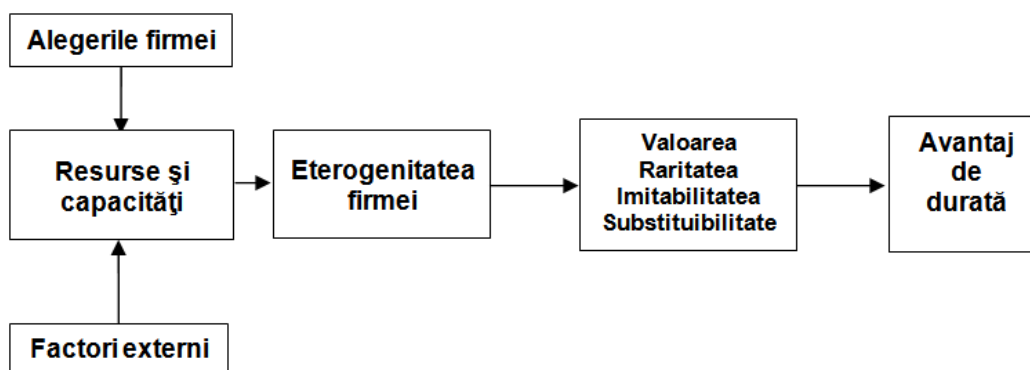 Alegerile firmei
Resurse şi
capacităţi
Eterogenitatea
firmei
Valoarea
Raritatea
Imitabilitatea
Substituibilitate
Avantaj
de
durată
Factori externi